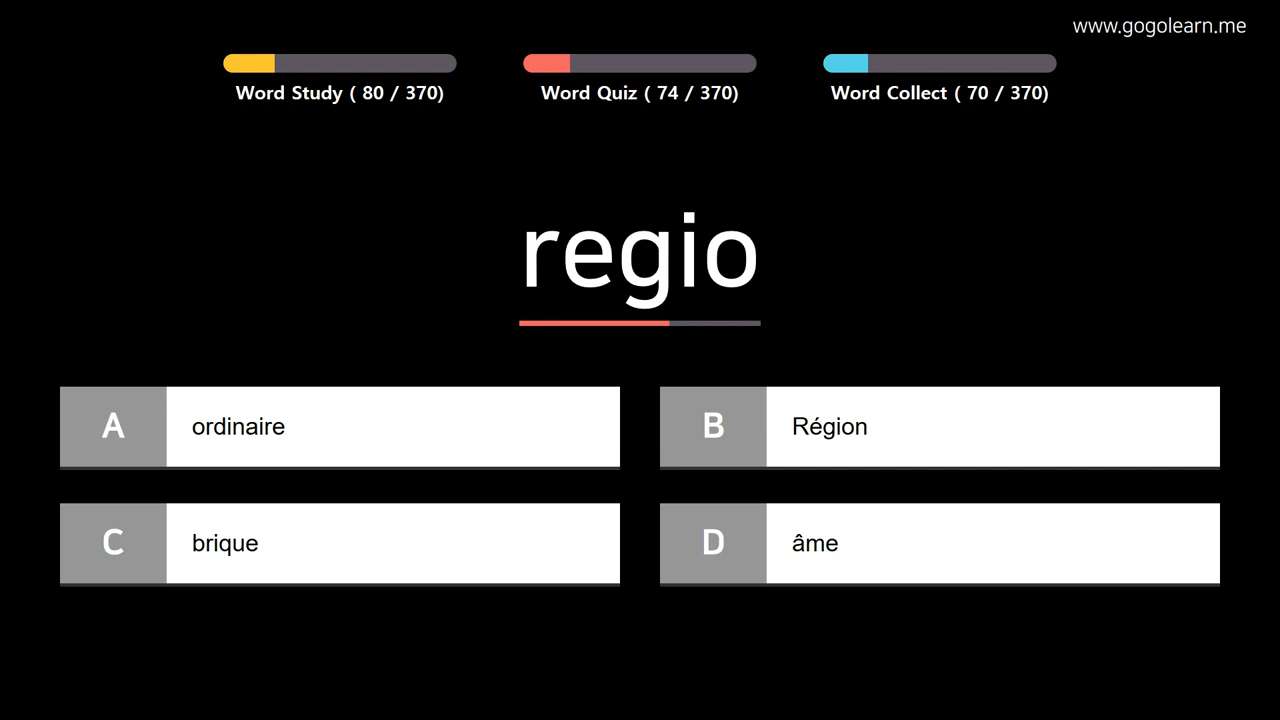 www.gogolearn.me
Word Study ( 80 / 370)
Word Quiz ( 74 / 370)
Word Collect ( 70 / 370)
regio
A
ordinaire
B
Région
C
brique
D
âme